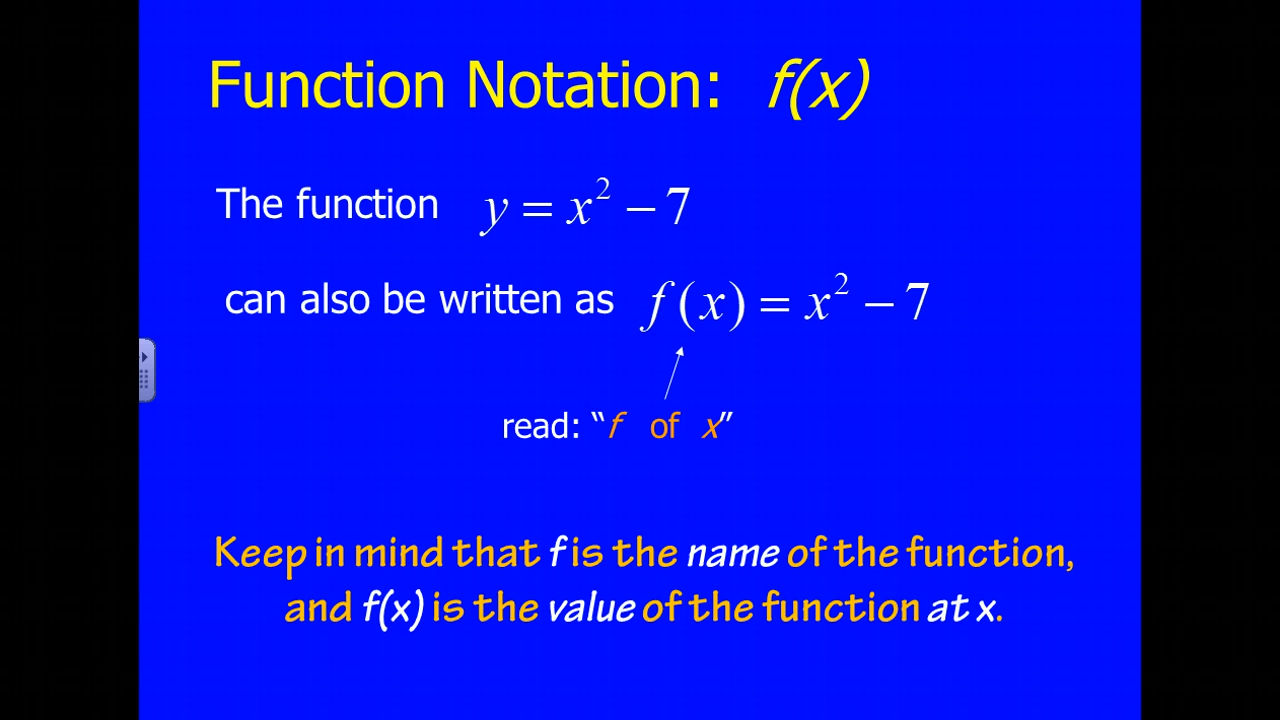 Function Notation: f(x)
The function y = x² − 7
can also be written as f(x) = x² − 7
read: “f of x”
Keep in mind that f is the name of the function,
and f(x) is the value of the function at x.